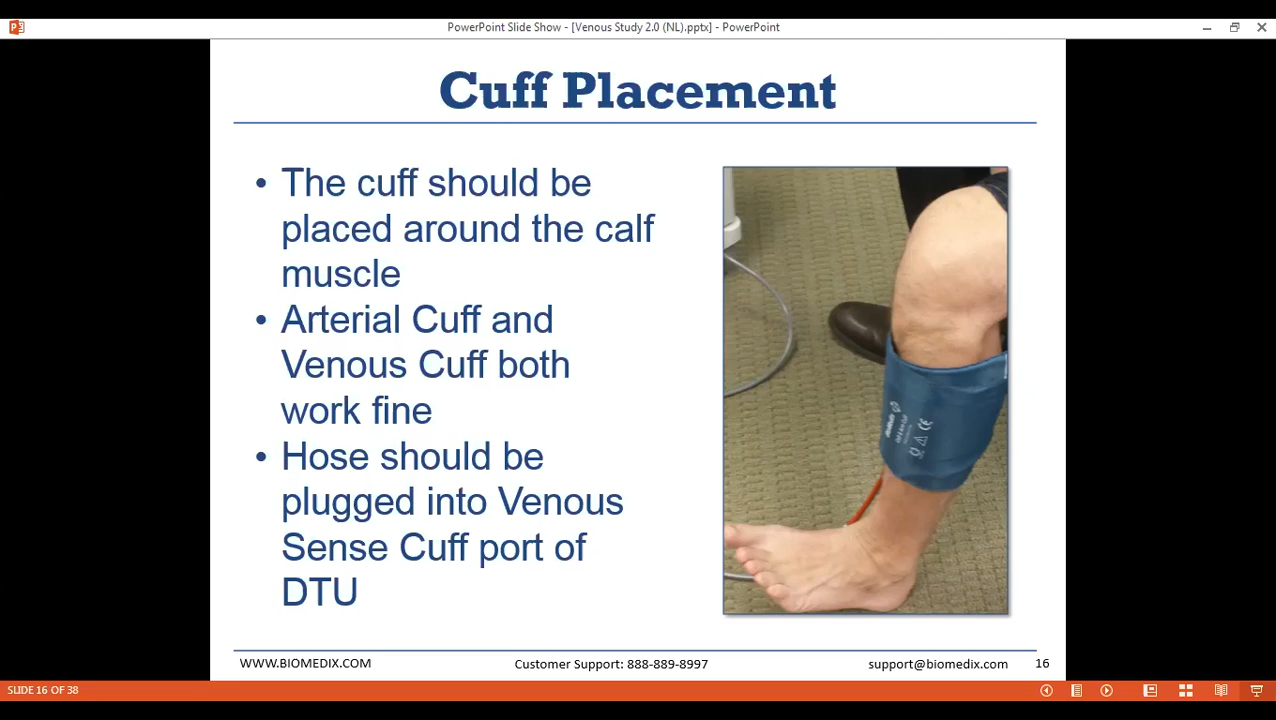 PowerPoint Slide Show - [Venous Study 2.0 (NL).pptx] - PowerPoint
Cuff Placement
• The cuff should be
placed around the calf
muscle
• Arterial Cuff and
Venous Cuff both
work fine
• Hose should be
plugged into Venous
Sense Cuff port of
DTU
WWW.BIOMEDIX.COM Customer Support: 888-889-8997 support@biomedix.com 16
SLIDE 16 OF 38